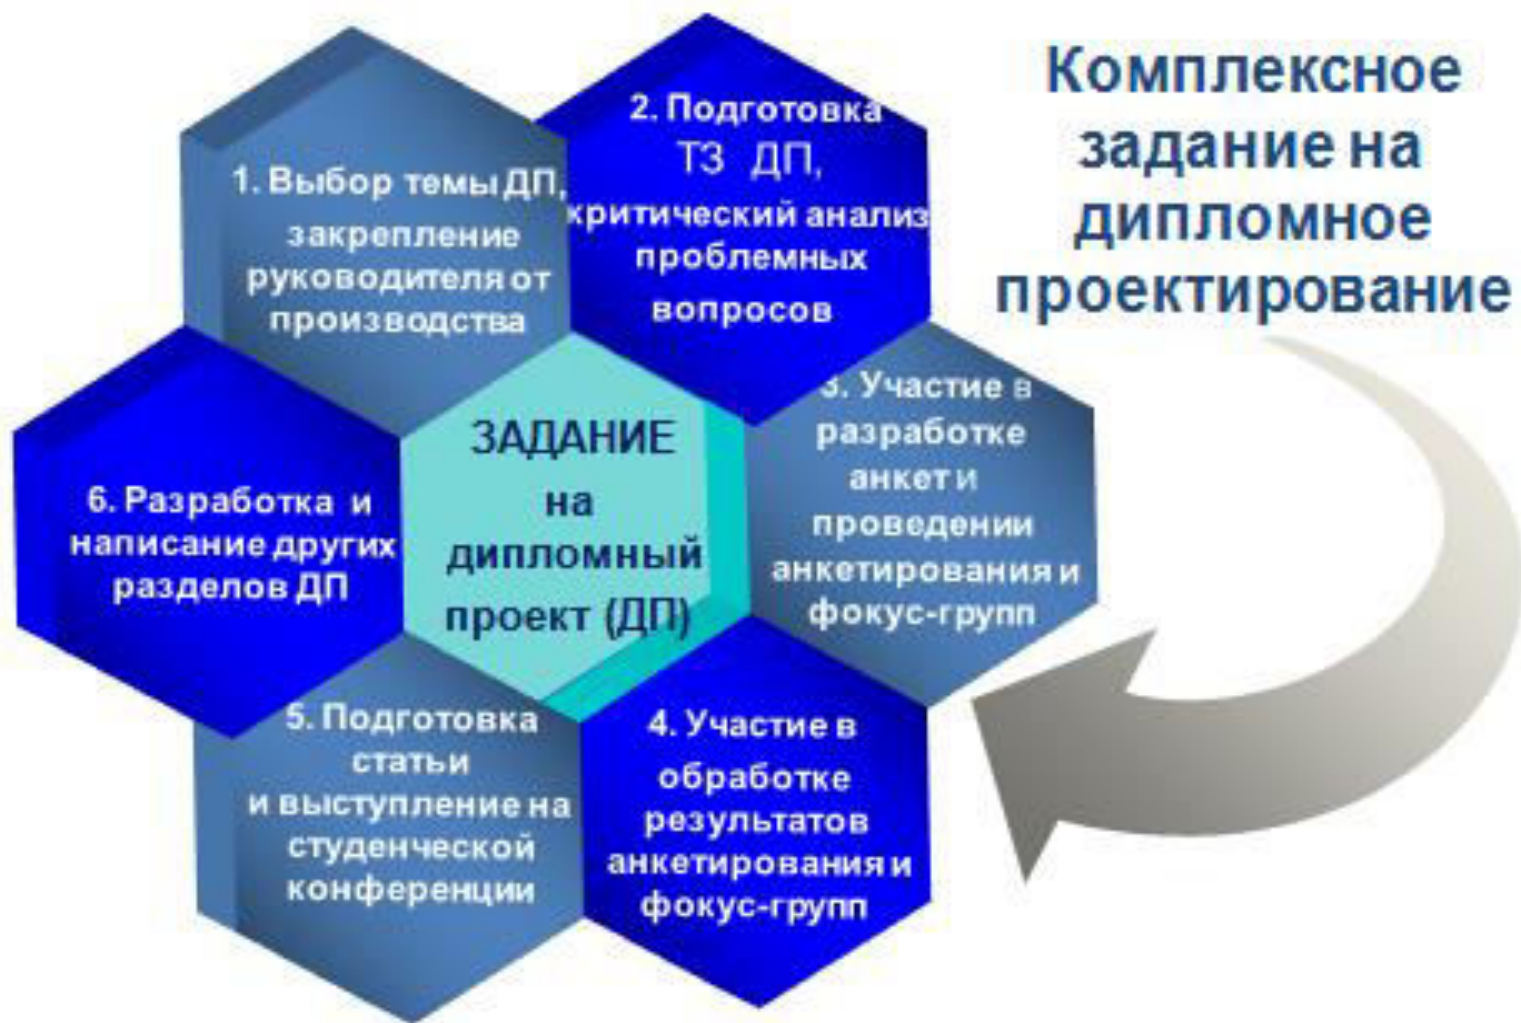 Комплексное
задание на
дипломное
проектирование
1. Выбор темы ДП,
закрепление
руководителя от
производства
2. Подготовка
ТЗ ДП,
критический анализ
проблемных
вопросов
3. Участие в
разработке
анкет и
проведении
анкетирования и
фокус-групп
4. Участие в
обработке
результатов
анкетирования и
фокус-групп
5. Подготовка
статьи
и выступление на
студенческой
конференции
6. Разработка и
написание других
разделов ДП
ЗАДАНИЕ
на
дипломный
проект (ДП)